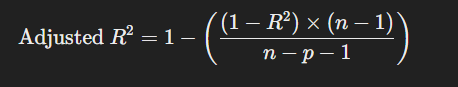 Adjusted R² = 1 − ( (1 − R²) × (n − 1) / n − p − 1 )